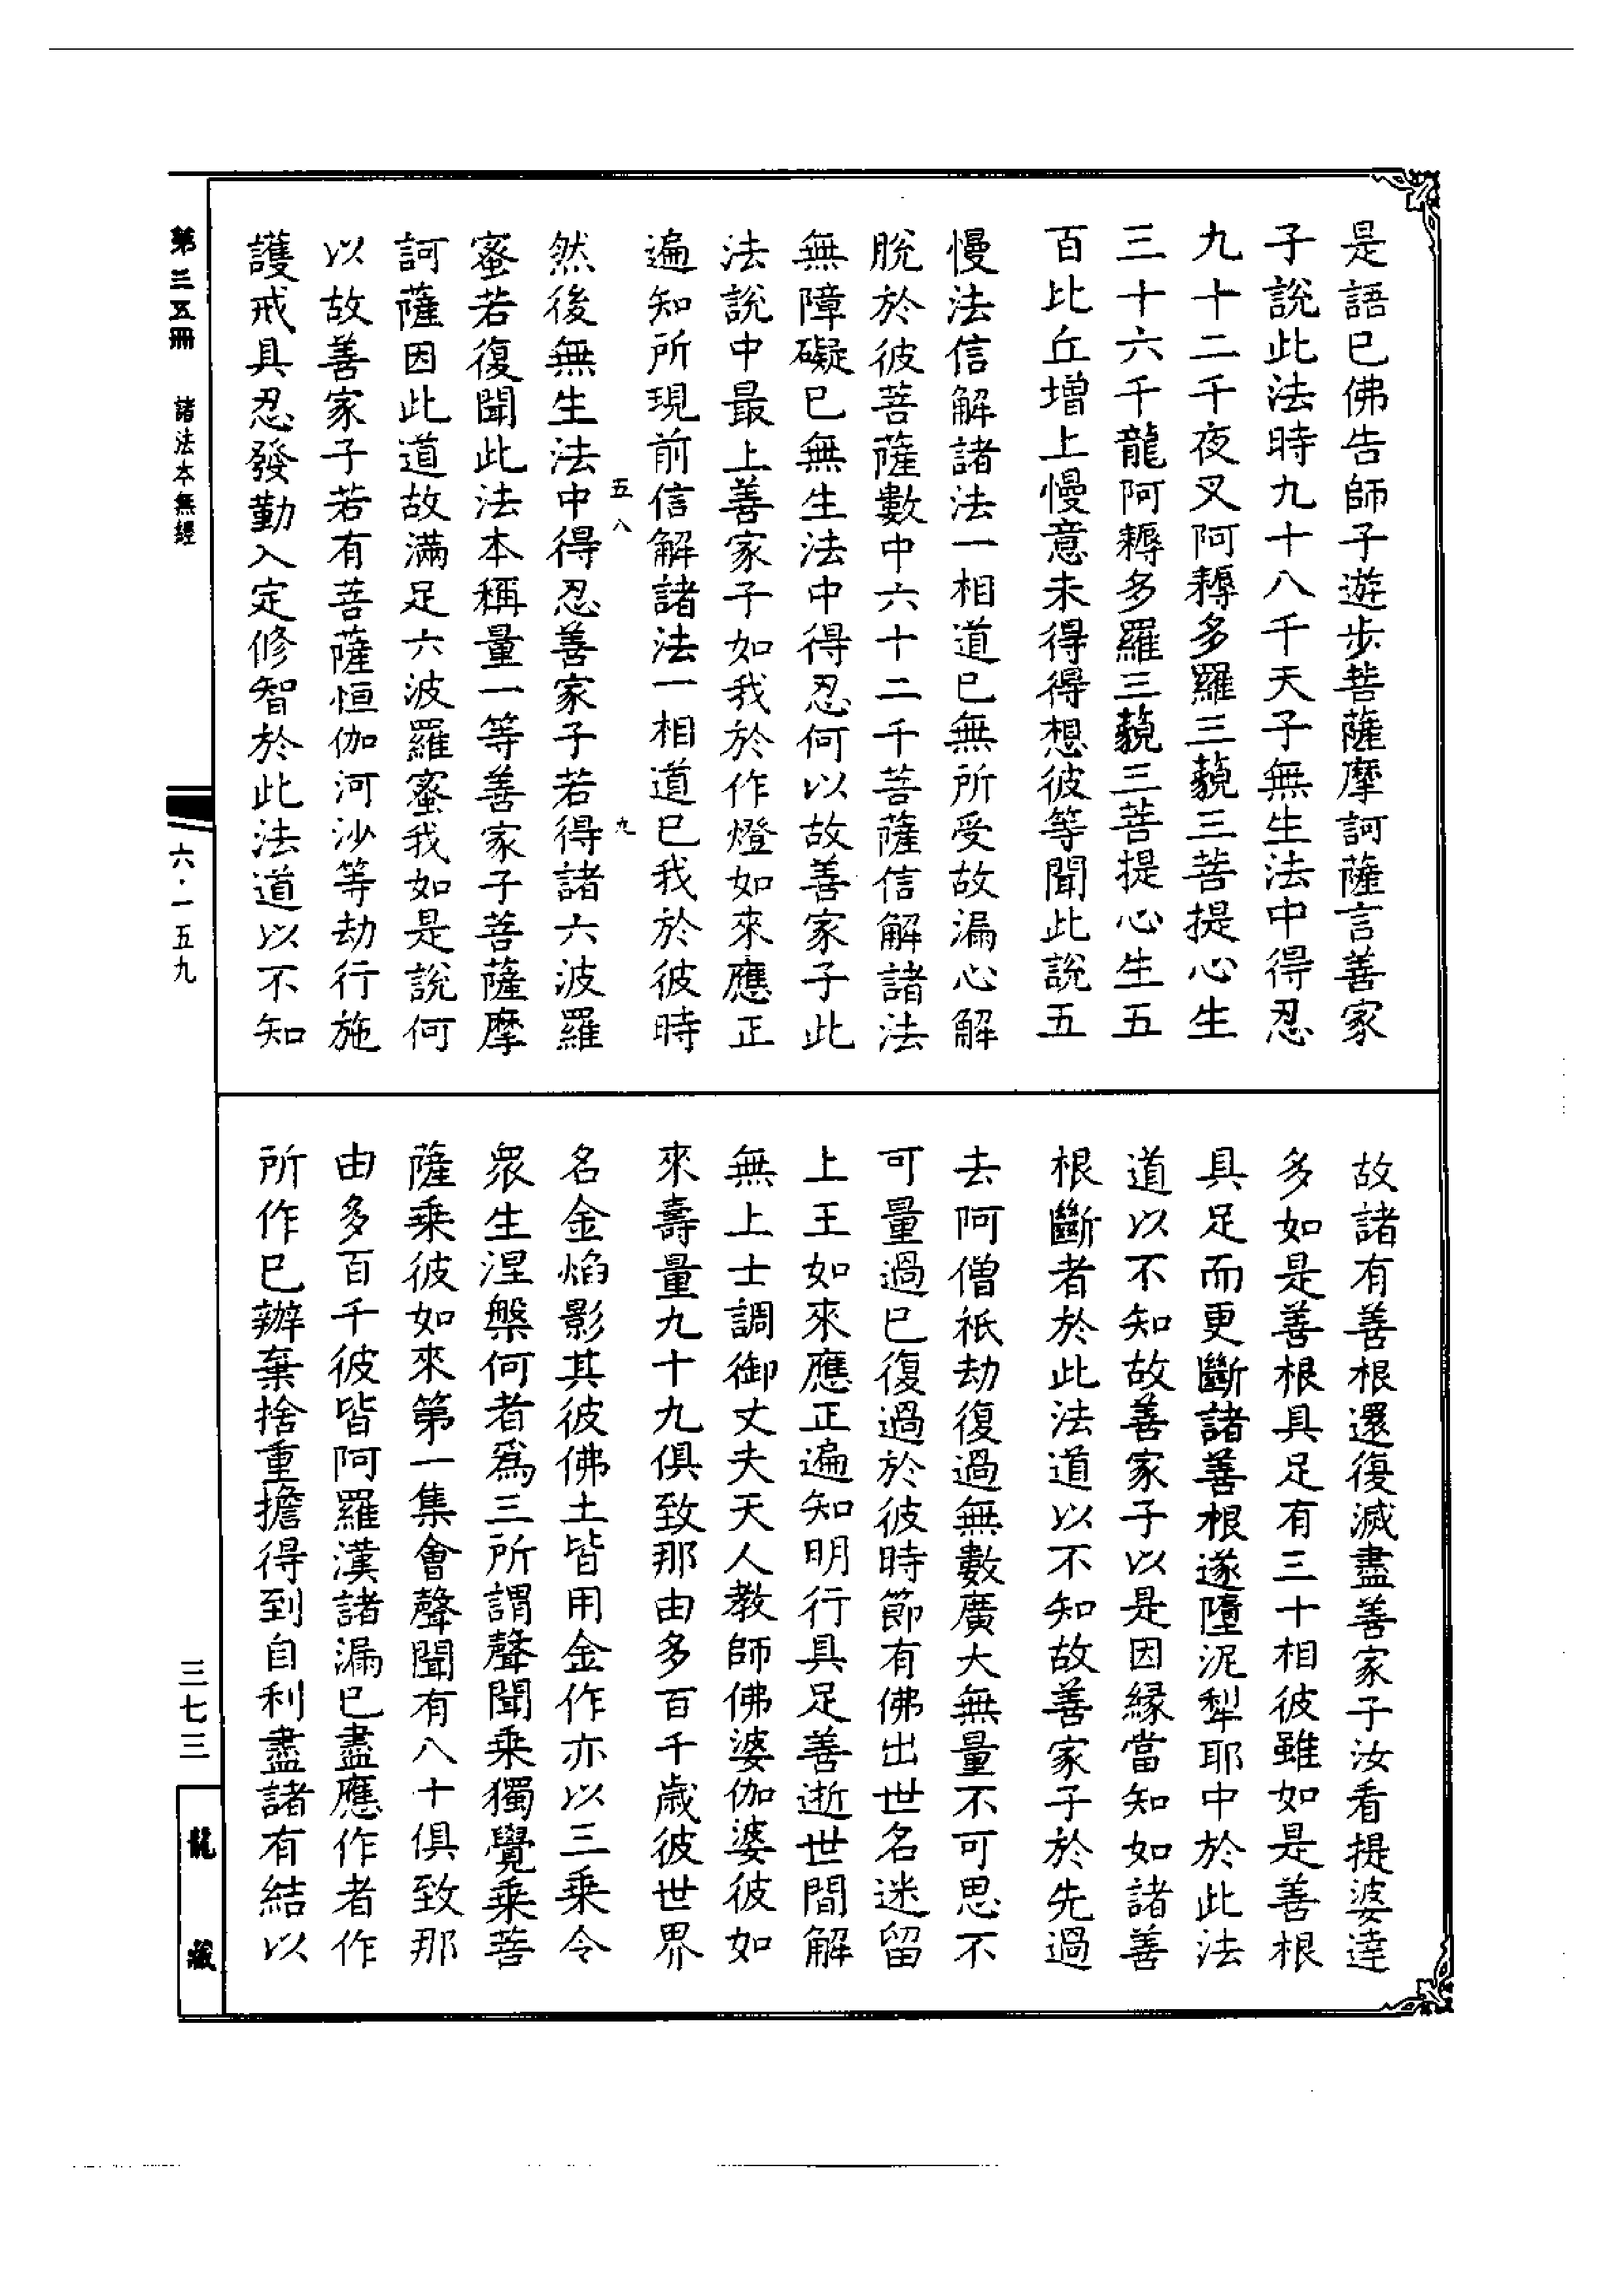 是語已佛告師子遊步菩薩摩訶薩言善家
子說此法時九十八千天子無生法中得忍
九十二千夜叉阿耨多羅三藐三菩提心生
三十六千龍阿耨多羅三藐三菩提心生五
百比丘增上慢意未得得想彼等聞此說五
慢法信解諸法一相道已無所受故漏心解
脫於彼菩薩數中六十二千菩薩信解諸法
無障礙已無生法中得忍何以故善家子此
法說中最上善家子如我於作燈如來應正
遍知所現前信解諸法一相道已我於彼時
五八
九
然後無生法中得忍善家子若得諸六波羅
蜜若復聞此法本稱量一等善家子菩薩摩
訶薩因此道故滿足六波羅蜜我如是說何
以故善家子若有菩薩恒伽河沙等劫行施
護戒具忍發勤入定修智於此法道以不知
故諸有善根還復滅盡善家子汝看提婆達
多如是善根具足有三十相彼雖如是善根
具足而更斷諸善根遂墮泥犁耶中於此法
道以不知故善家子以是因緣當知如諸善
根斷者於此法道以不知故善家子於先過
去阿僧祇劫復過無數廣大無量不可思不
可量過已復過於彼時節有佛出世名迷留
上王如來應正遍知明行具足善逝世間解
無上士調御丈夫天人教師佛婆伽婆彼如
來壽量九十九俱致那由多百千歲彼世界
名金焰影其彼佛土皆用金作亦以三乘令
眾生涅槃何者為三所謂聲聞乘獨覺乘菩
薩乘彼如來第一集會聲聞有八十俱致那
由多百千彼皆阿羅漢諸漏已盡應作者作
所作已辦棄捨重擔得到自利盡諸有結以
第三五冊 諸法本無經
六·一五九
三七三
龍藏